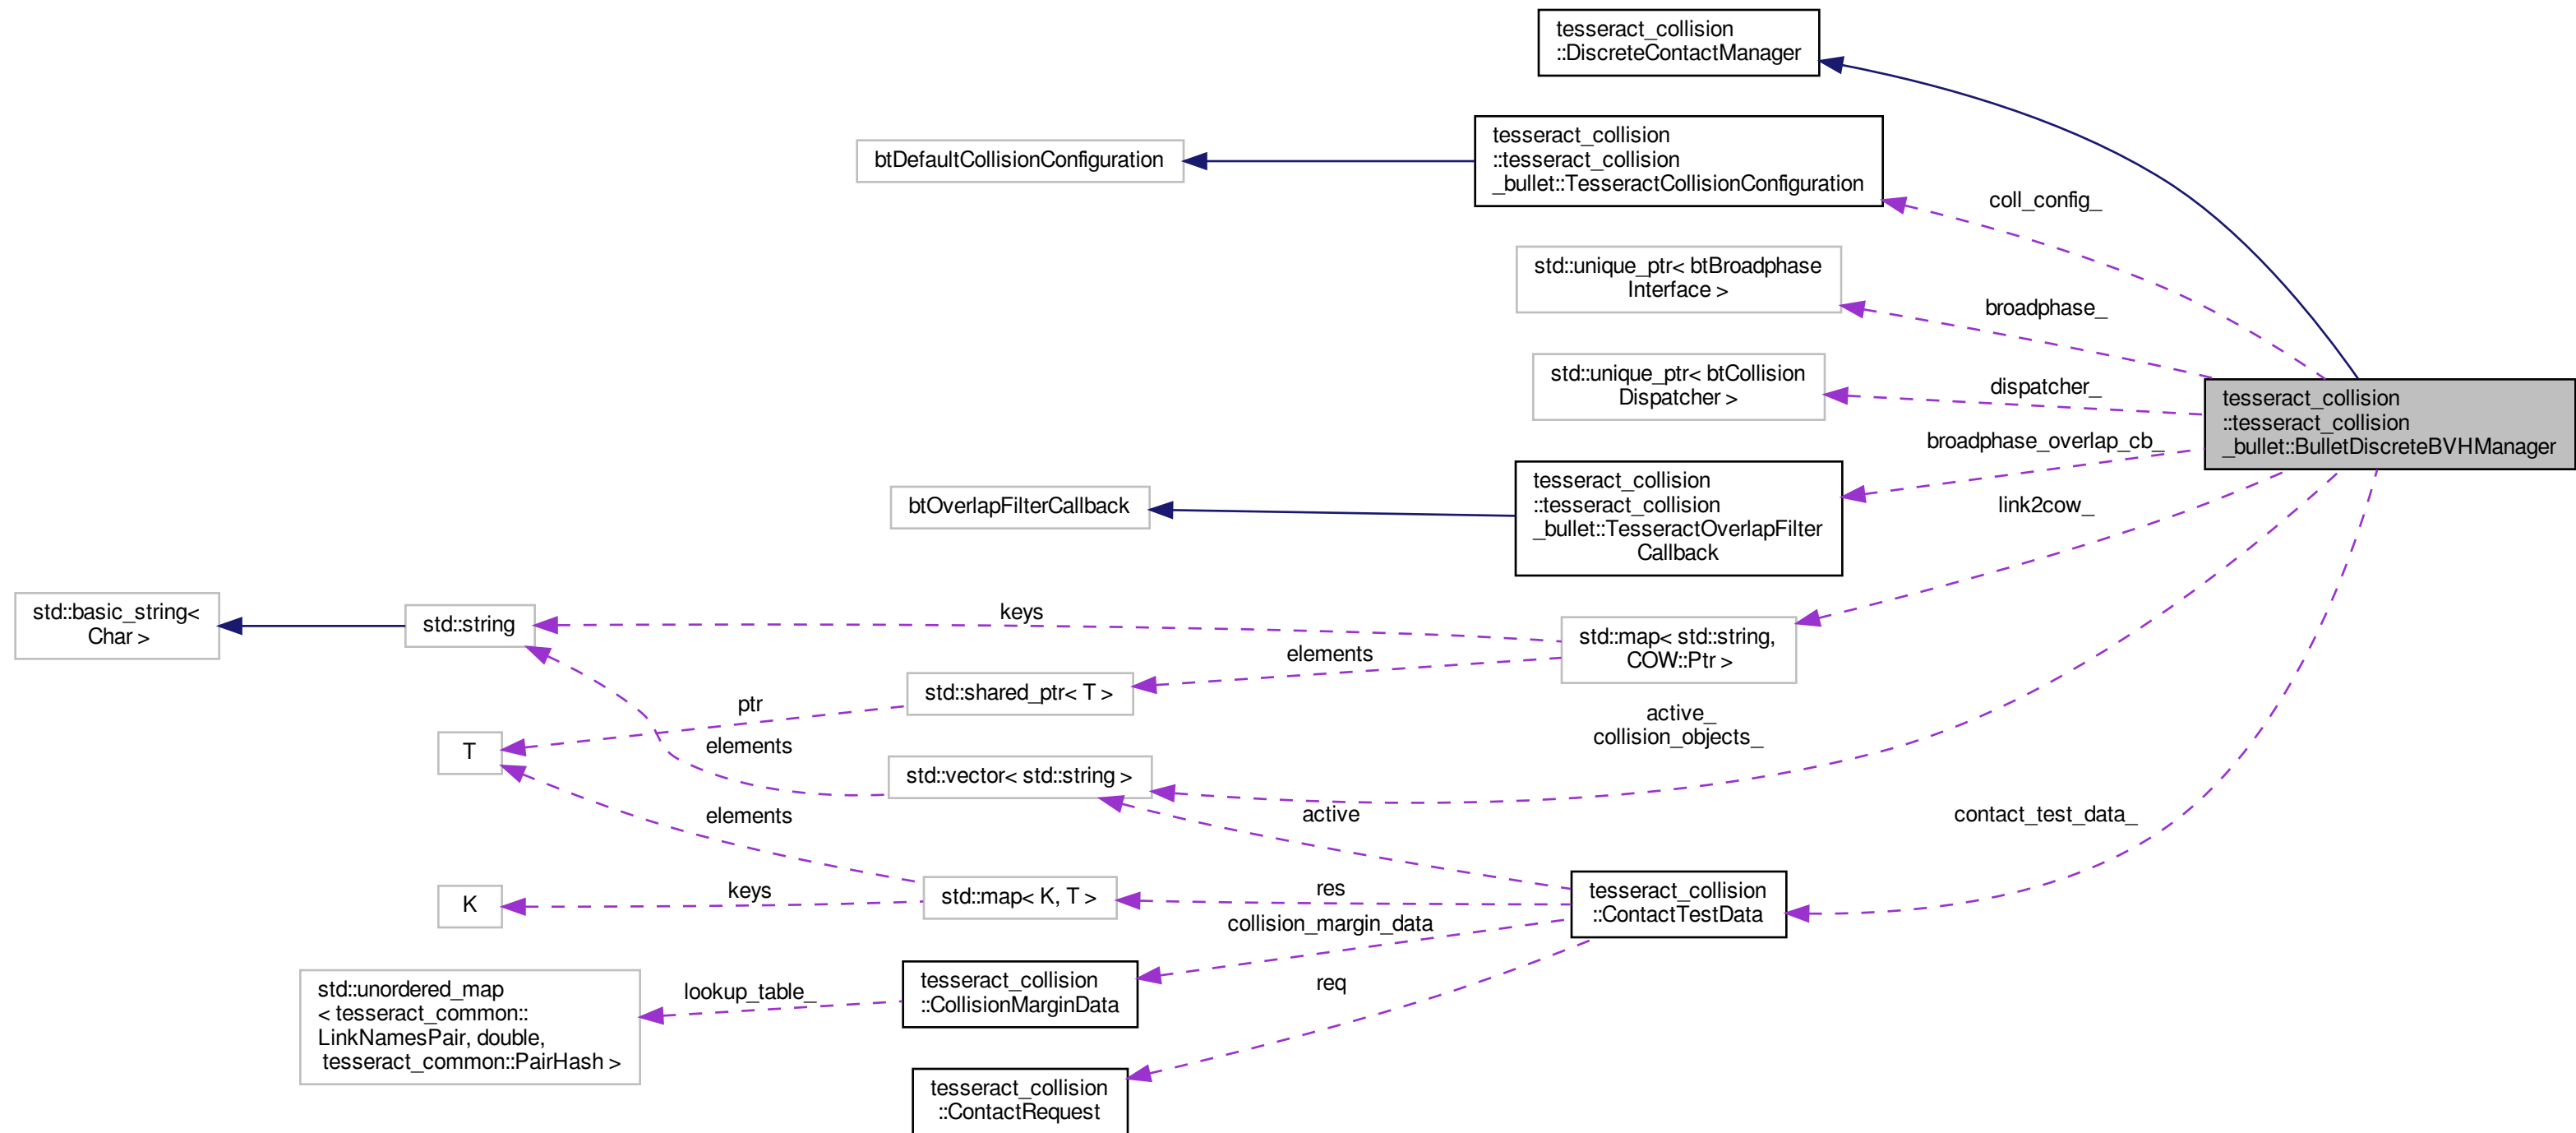 tesseract_collision
::DiscreteContactManager
btDefaultCollisionConfiguration
tesseract_collision
::tesseract_collision
_bullet::TesseractCollisionConfiguration
coll_config_
std::unique_ptr< btBroadphase
Interface >
broadphase_
std::unique_ptr< btCollision
Dispatcher >
dispatcher_
tesseract_collision
::tesseract_collision
_bullet::BulletDiscreteBVHManager
broadphase_overlap_cb_
btOverlapFilterCallback
tesseract_collision
::tesseract_collision
_bullet::TesseractOverlapFilter
Callback
link2cow_
std::basic_string<
Char >
std::string
keys
std::map< std::string,
COW::Ptr >
elements
std::shared_ptr< T >
ptr
T
elements
active_
collision_objects_
std::vector< std::string >
elements
active
contact_test_data_
K
keys
std::map< K, T >
res
tesseract_collision
::ContactTestData
collision_margin_data
std::unordered_map
< tesseract_common::
LinkNamesPair, double,
tesseract_common::PairHash >
lookup_table_
tesseract_collision
::CollisionMarginData
req
tesseract_collision
::ContactRequest